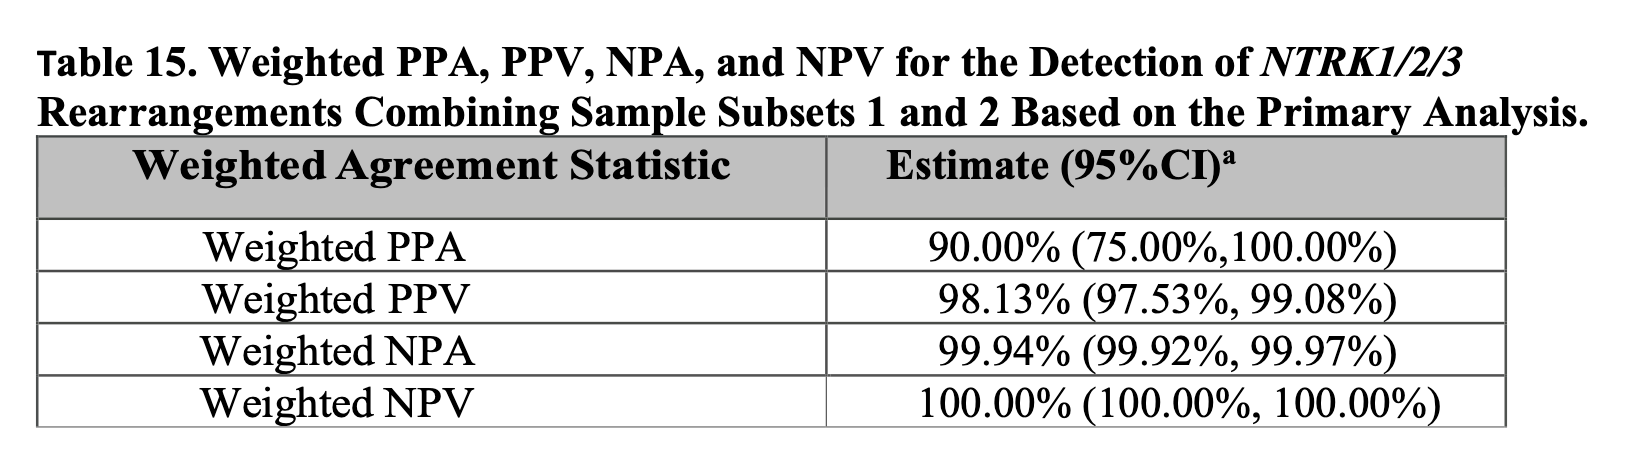 Table 15. Weighted PPA, PPV, NPA, and NPV for the Detection of NTRK1/2/3
Rearrangements Combining Sample Subsets 1 and 2 Based on the Primary Analysis.
Weighted Agreement Statistic Estimate (95%CI)ᵃ
Weighted PPA 90.00% (75.00%,100.00%)
Weighted PPV 98.13% (97.53%, 99.08%)
Weighted NPA 99.94% (99.92%, 99.97%)
Weighted NPV 100.00% (100.00%, 100.00%)